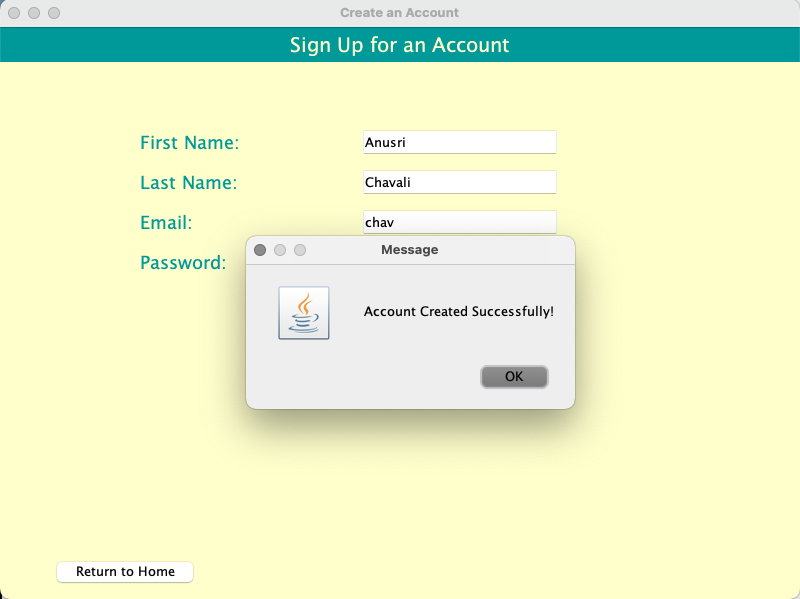 Create an Account
Sign Up for an Account
First Name: Anusri
Last Name: Chavali
Email: chav
Password:
Message
Account Created Successfully!
OK
Return to Home